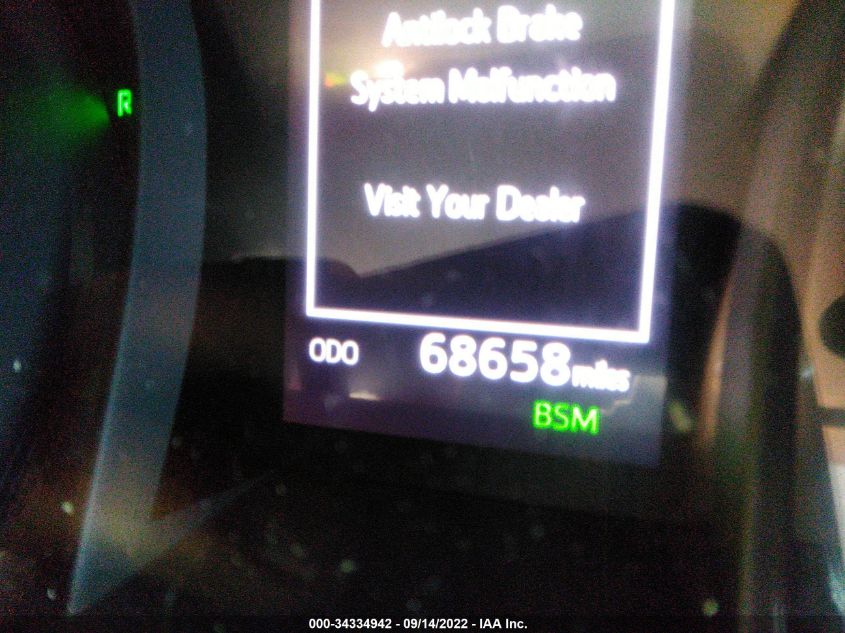 Antilock Brake
System Malfunction
Visit Your Dealer
R
ODO 68658 miles
BSM
000-34334942 - 09/14/2022 - IAA Inc.